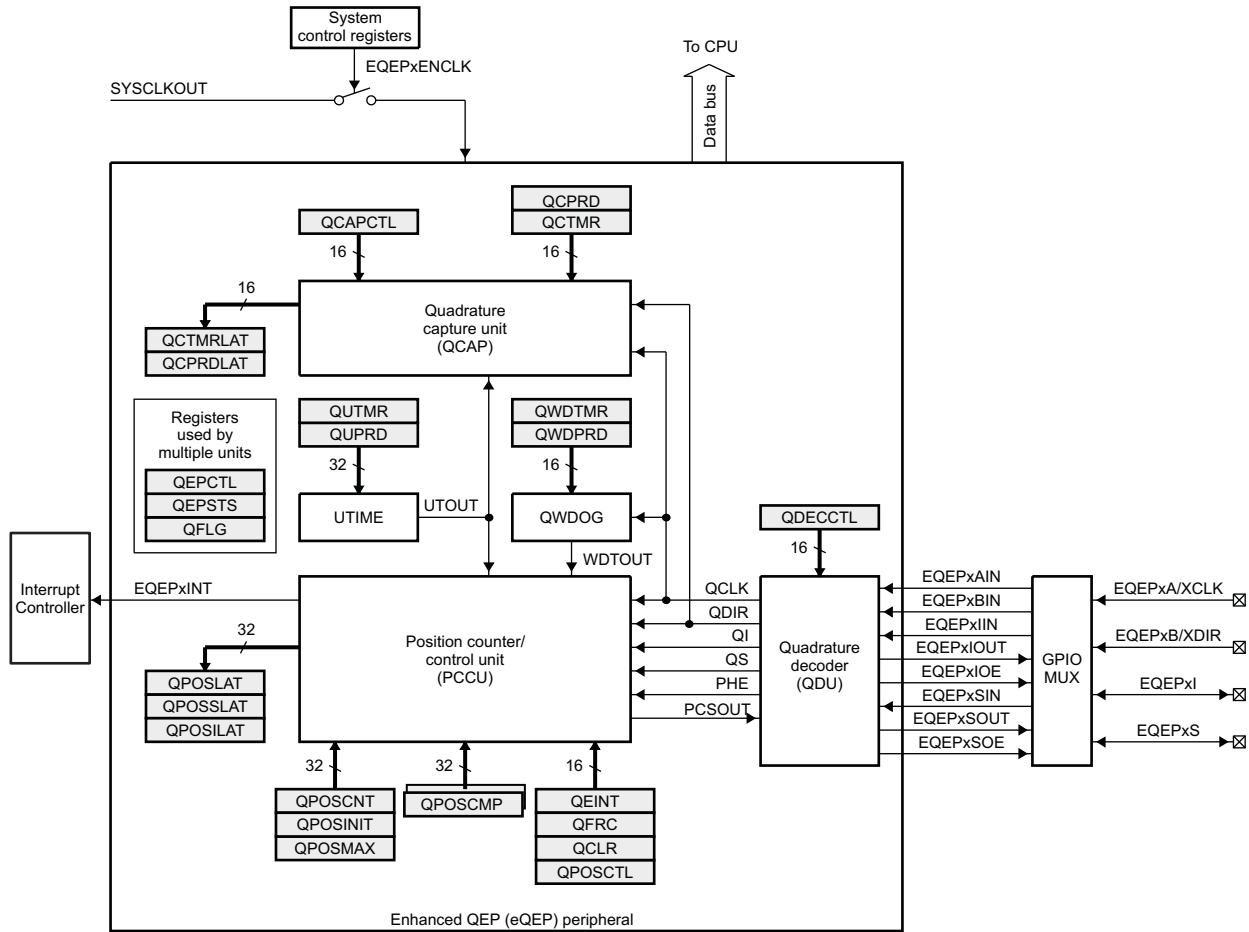 System
control registers
To CPU
EQEPxENCLK
SYSCLKOUT
Data bus
QCPRD
QCAPCTL
QCTMR
16
16
16
Quadrature
capture unit
(QCAP)
QCTMRLAT
QCPRDLAT
Registers
used by
multiple units
QEPCTL
QEPSTS
QFLG
QUTMR
QUPRD
32
QWDTMR
QWDPRD
16
UTIME
UTOUT
QWDOG
WDTOUT
QDECCTL
16
Interrupt
Controller
EQEPxINT
32
QPOSLAT
QPOSSLAT
QPOSILAT
Position counter/
control unit
(PCCU)
QCLK
QDIR
QI
QS
PHE
PCSOUT
Quadrature
decoder
(QDU)
EQEPxAIN
EQEPxBIN
EQEPxIIN
EQEPxIOUT
EQEPxIOE
EQEPxSIN
EQEPxSOUT
EQEPxSOE
GPIO
MUX
EQEPxA/XCLK
EQEPxB/XDIR
EQEPxI
EQEPxS
32
32
16
QPOSCNT
QPOSINIT
QPOSMAX
QPOSCMP
QEINT
QFRC
QCLR
QPOSCTL
Enhanced QEP (eQEP) peripheral